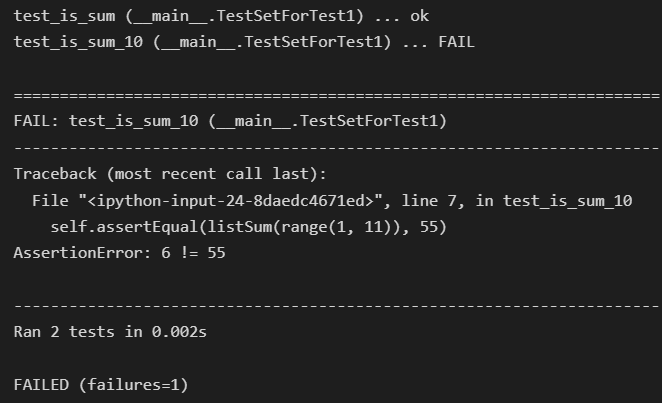 test_is_sum (__main__.TestSetForTest1) ... ok
test_is_sum_10 (__main__.TestSetForTest1) ... FAIL
======================================================================
FAIL: test_is_sum_10 (__main__.TestSetForTest1)
----------------------------------------------------------------------
Traceback (most recent call last):
  File "<ipython-input-24-8daedc4671ed>", line 7, in test_is_sum_10
    self.assertEqual(listSum(range(1, 11)), 55)
AssertionError: 6 != 55
----------------------------------------------------------------------
Ran 2 tests in 0.002s
FAILED (failures=1)